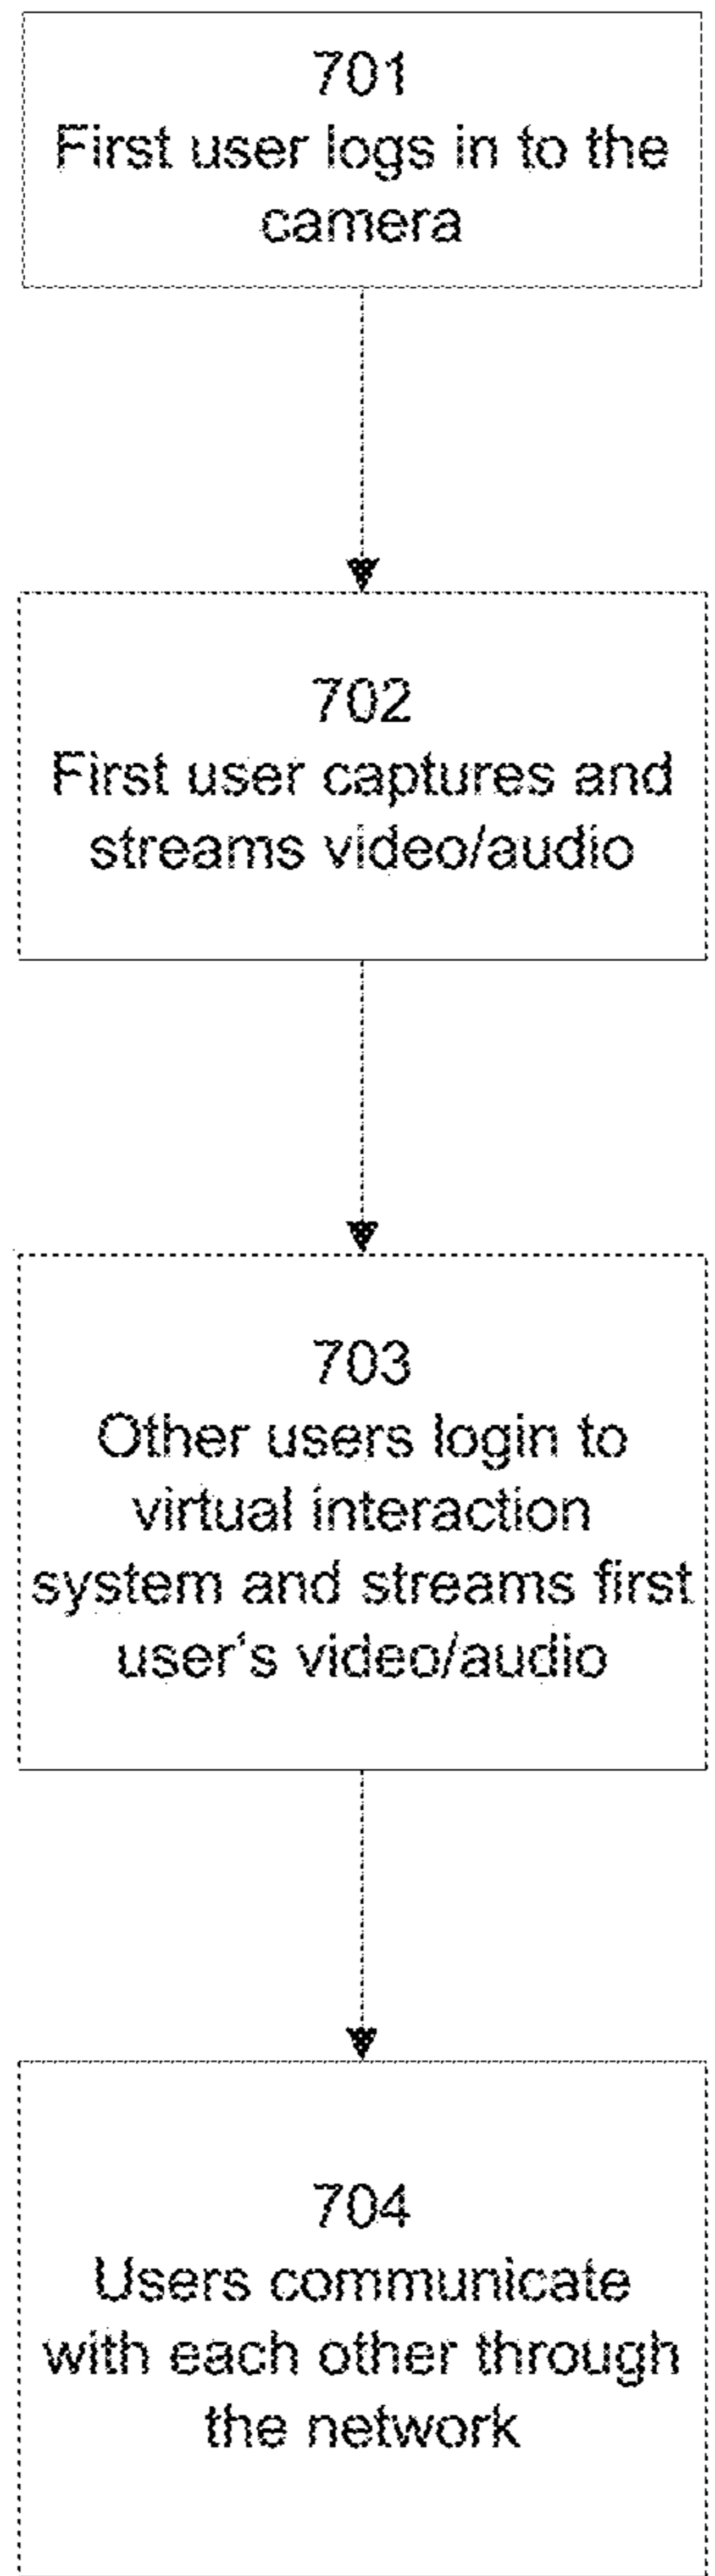 701
First user logs in to the
camera
702
First user captures and
streams video/audio
703
Other users login to
virtual interaction
system and streams first
user‘s video/audio
704
Users communicate
with each other through
the network